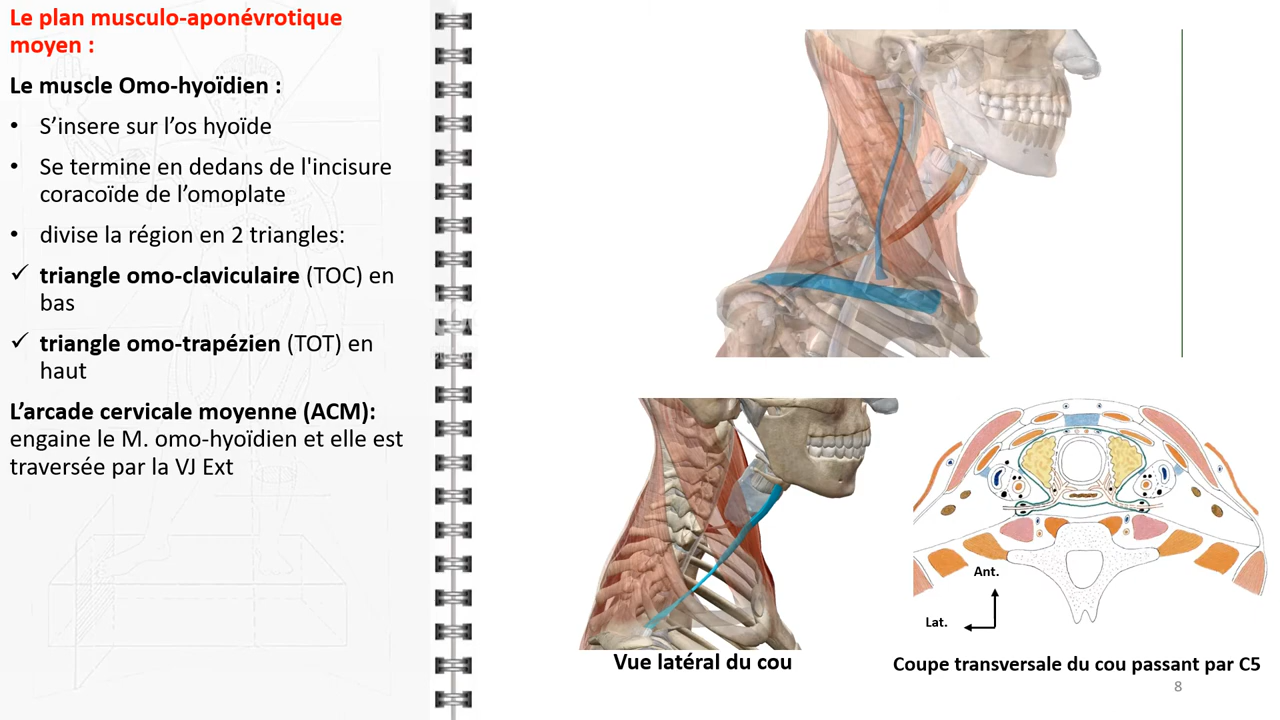 Le plan musculo-aponévrotique
moyen :
Le muscle Omo-hyoïdien :
• S’insere sur l’os hyoïde
• Se termine en dedans de l'incisure
coracoïde de l’omoplate
• divise la région en 2 triangles:
✓ triangle omo-claviculaire (TOC) en
bas
✓ triangle omo-trapézien (TOT) en
haut
L’arcade cervicale moyenne (ACM):
engaine le M. omo-hyoïdien et elle est
traversée par la VJ Ext
Ant.
Lat.
Vue latéral du cou
Coupe transversale du cou passant par C5
8